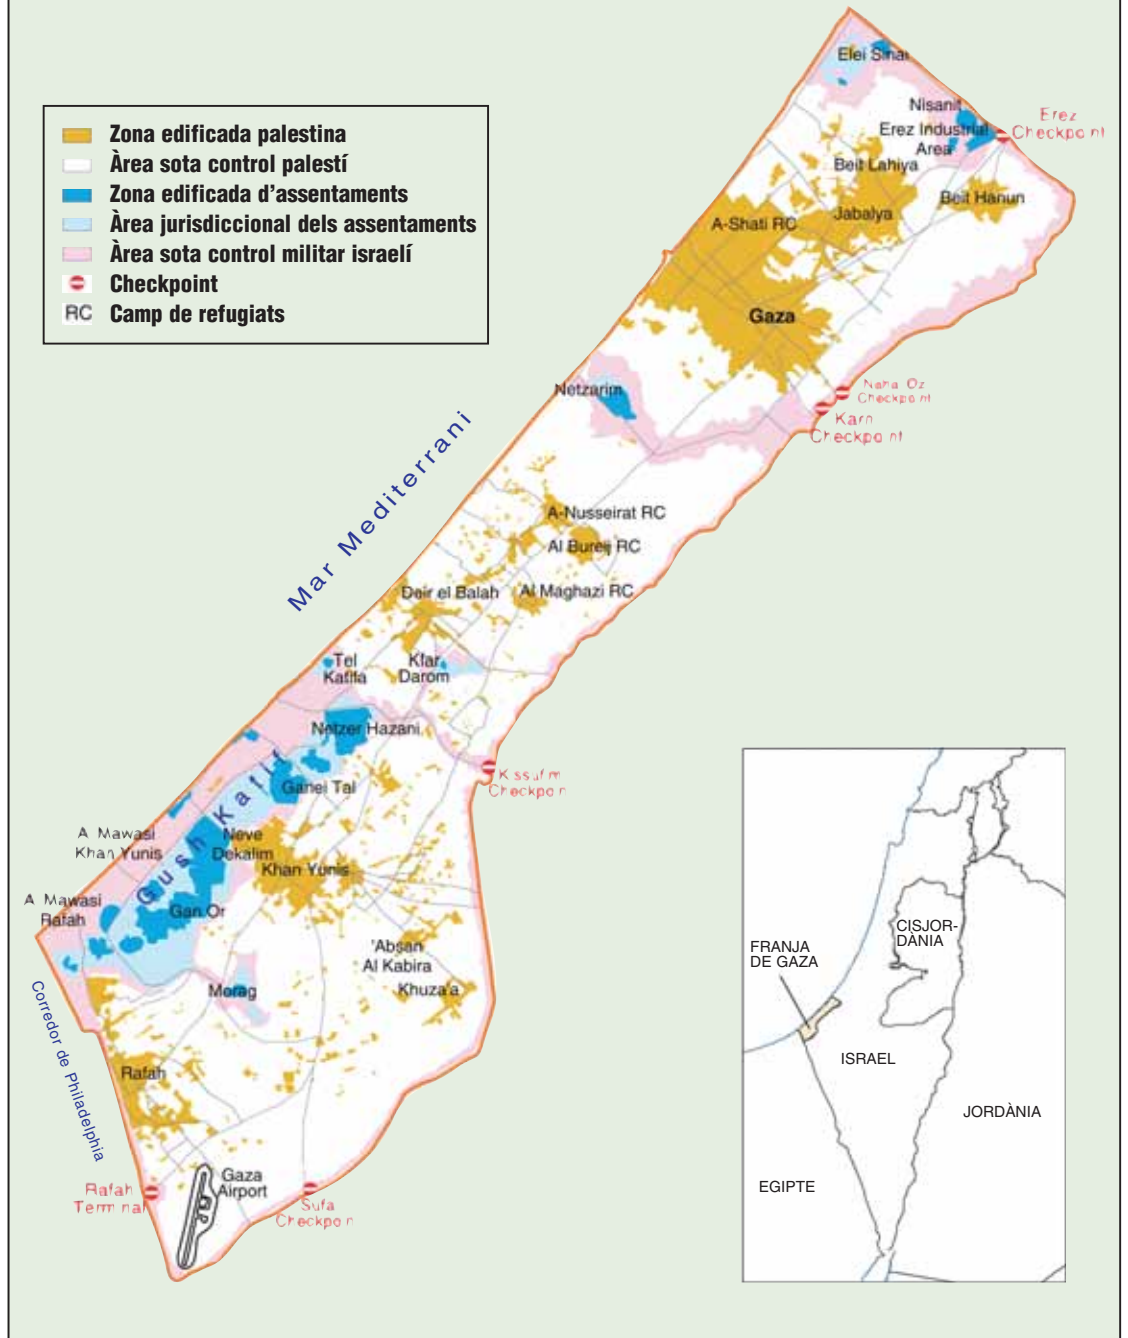 Zona edificada palestina
Àrea sota control palestí
Zona edificada d'assentaments
Àrea jurisdiccional dels assentaments
Àrea sota control militar israelí
Checkpoint
RC Camp de refugiats
Elei Sinai
Nisanit
Erez Industrial
Area
Erez
Checkpoint
Beit Lahiya
Beit Hanun
Jabalya
A-Shati RC
Gaza
Netzarim
Naha Oz
Checkpoint
Karn
Checkpoint
Mar Mediterrani
A-Nusseirat RC
Al Bureij RC
Deir el Balah
Al Maghazi RC
Tel
Katifa
Kfar
Darom
Netzer Hazani
Kissufim
Checkpoin
Ganei Tal
Gush Katif
A Mawasi
Khan Yunis
Neve
Dekalim
Khan Yunis
A Mawasi
Rafah
Gan Or
'Absan
Al Kabira
Khuza'a
Morag
Corredor de Philadelphia
Rafah
Rafah
Terminal
Gaza
Airport
Sufa
Checkpoin
FRANJA
DE GAZA
CISJOR-
DÀNIA
ISRAEL
JORDÀNIA
EGIPTE